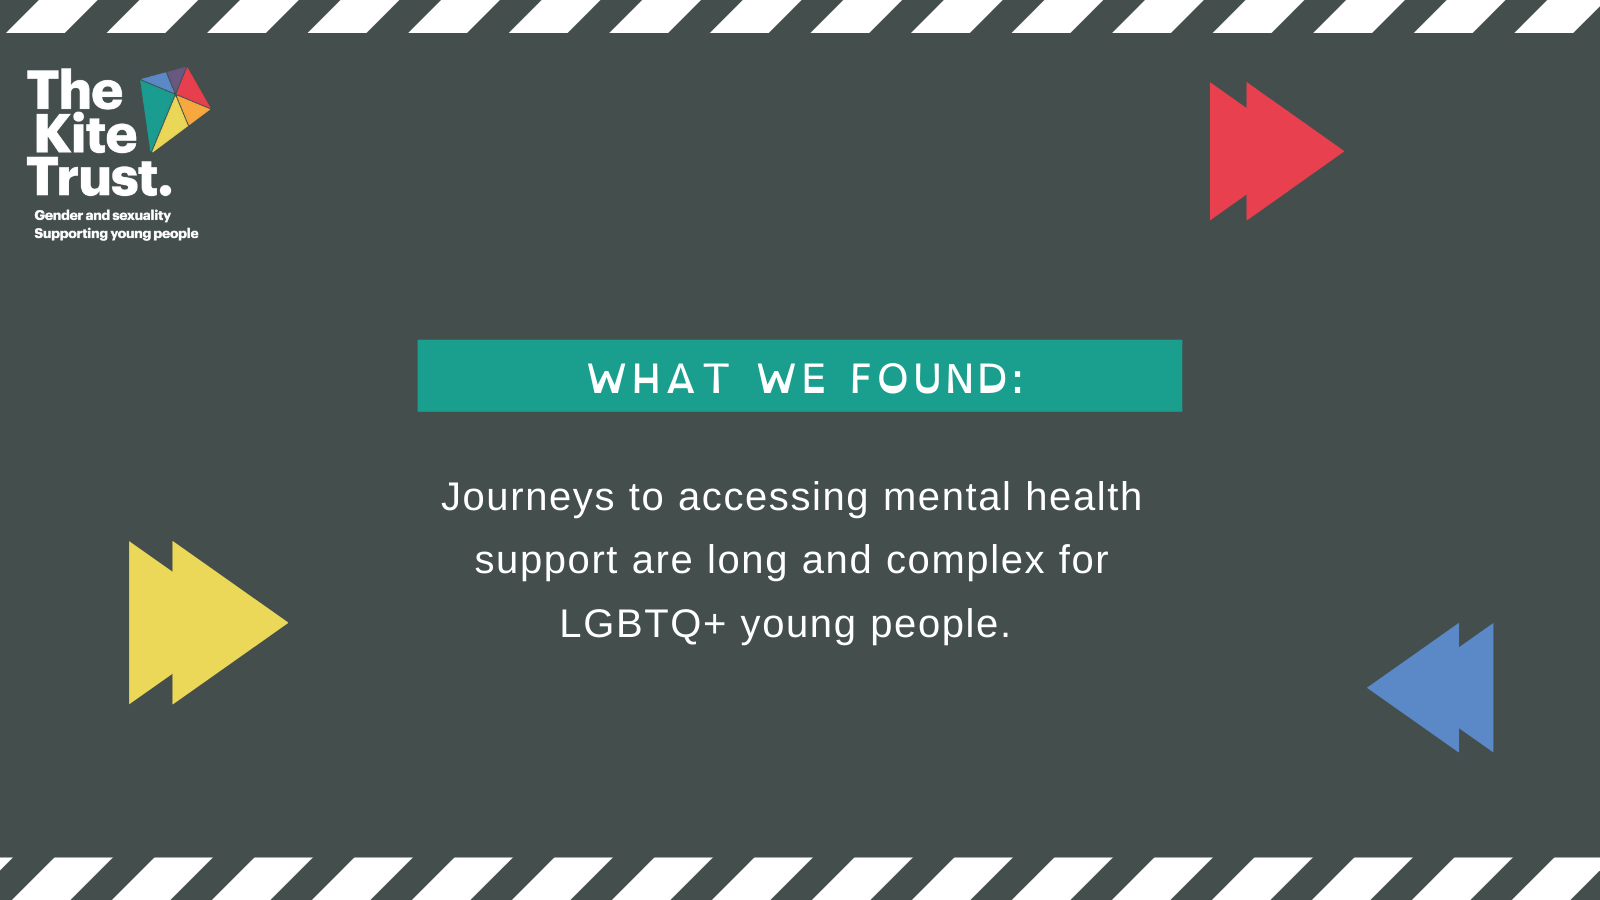 The
Kite
Trust.
Gender and sexuality
Supporting young people
WHAT WE FOUND:
Journeys to accessing mental health
support are long and complex for
LGBTQ+ young people.